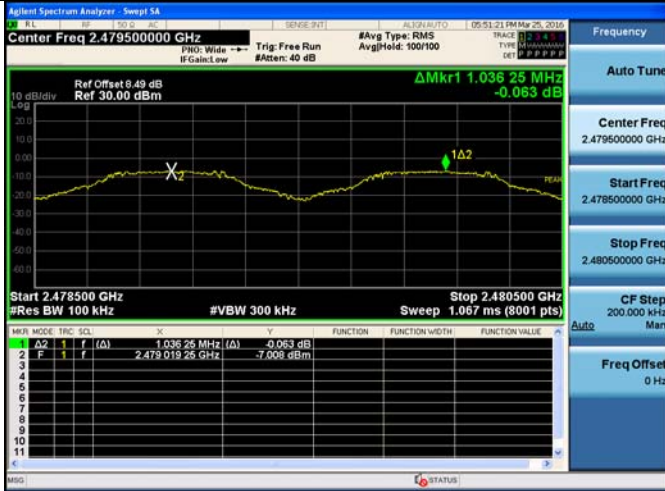 Agilent Spectrum Analyzer - Swept SA
RL RF 50 Ω AC SENSE:INT ALIGN AUTO 05:51:21 PM Mar 25, 2016
Center Freq 2.479500000 GHz
PNO: Wide
IFGain:Low
Trig: Free Run
#Atten: 40 dB
#Avg Type: RMS
Avg|Hold: 100/100
TRACE 1 2 3 4 5 6
TYPE M
DET P P P P P P
Ref Offset 8.49 dB
10 dB/div Ref 30.00 dBm
Log
ΔMkr1 1.036 25 MHz
-0.063 dB
20.0
10.0
0.00
-10.0
-20.0
-30.0
-40.0
-50.0
-60.0
X2
1Δ2
PEAK
Start 2.478500 GHz Stop 2.480500 GHz
#Res BW 100 kHz #VBW 300 kHz Sweep 1.067 ms (8001 pts)
MKR MODE TRC SCL X Y FUNCTION FUNCTION WIDTH FUNCTION VALUE
1 Δ2 1 f (Δ) 1.036 25 MHz (Δ) -0.063 dB
2 F 1 f 2.479 019 25 GHz -7.008 dBm
3
4
5
6
7
8
9
10
11
MSG STATUS
Frequency
Auto Tune
Center Freq
2.479500000 GHz
Start Freq
2.478500000 GHz
Stop Freq
2.480500000 GHz
CF Step
200.000 kHz
Auto Man
Freq Offset
0 Hz